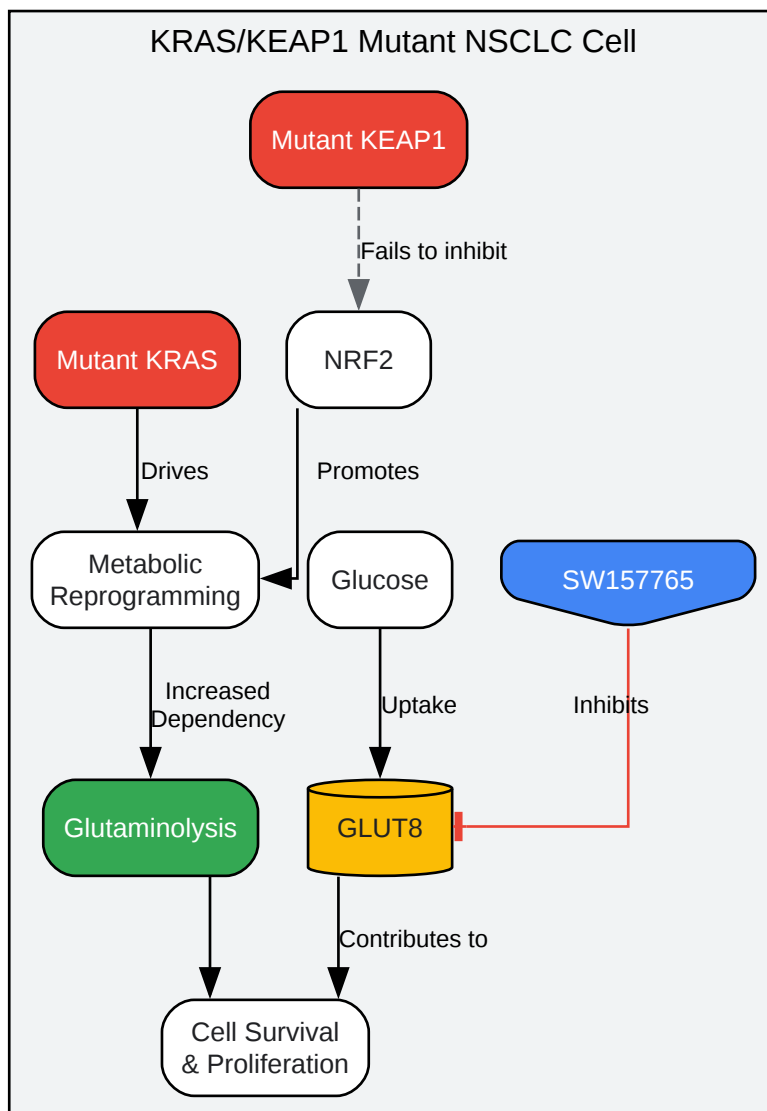 KRAS/KEAP1 Mutant NSCLC Cell
Mutant KEAP1
Fails to inhibit
Mutant KRAS
NRF2
Drives
Promotes
Metabolic
Reprogramming
Glucose
SW157765
Increased
Dependency
Uptake
Inhibits
Glutaminolysis
GLUT8
Contributes to
Cell Survival
& Proliferation